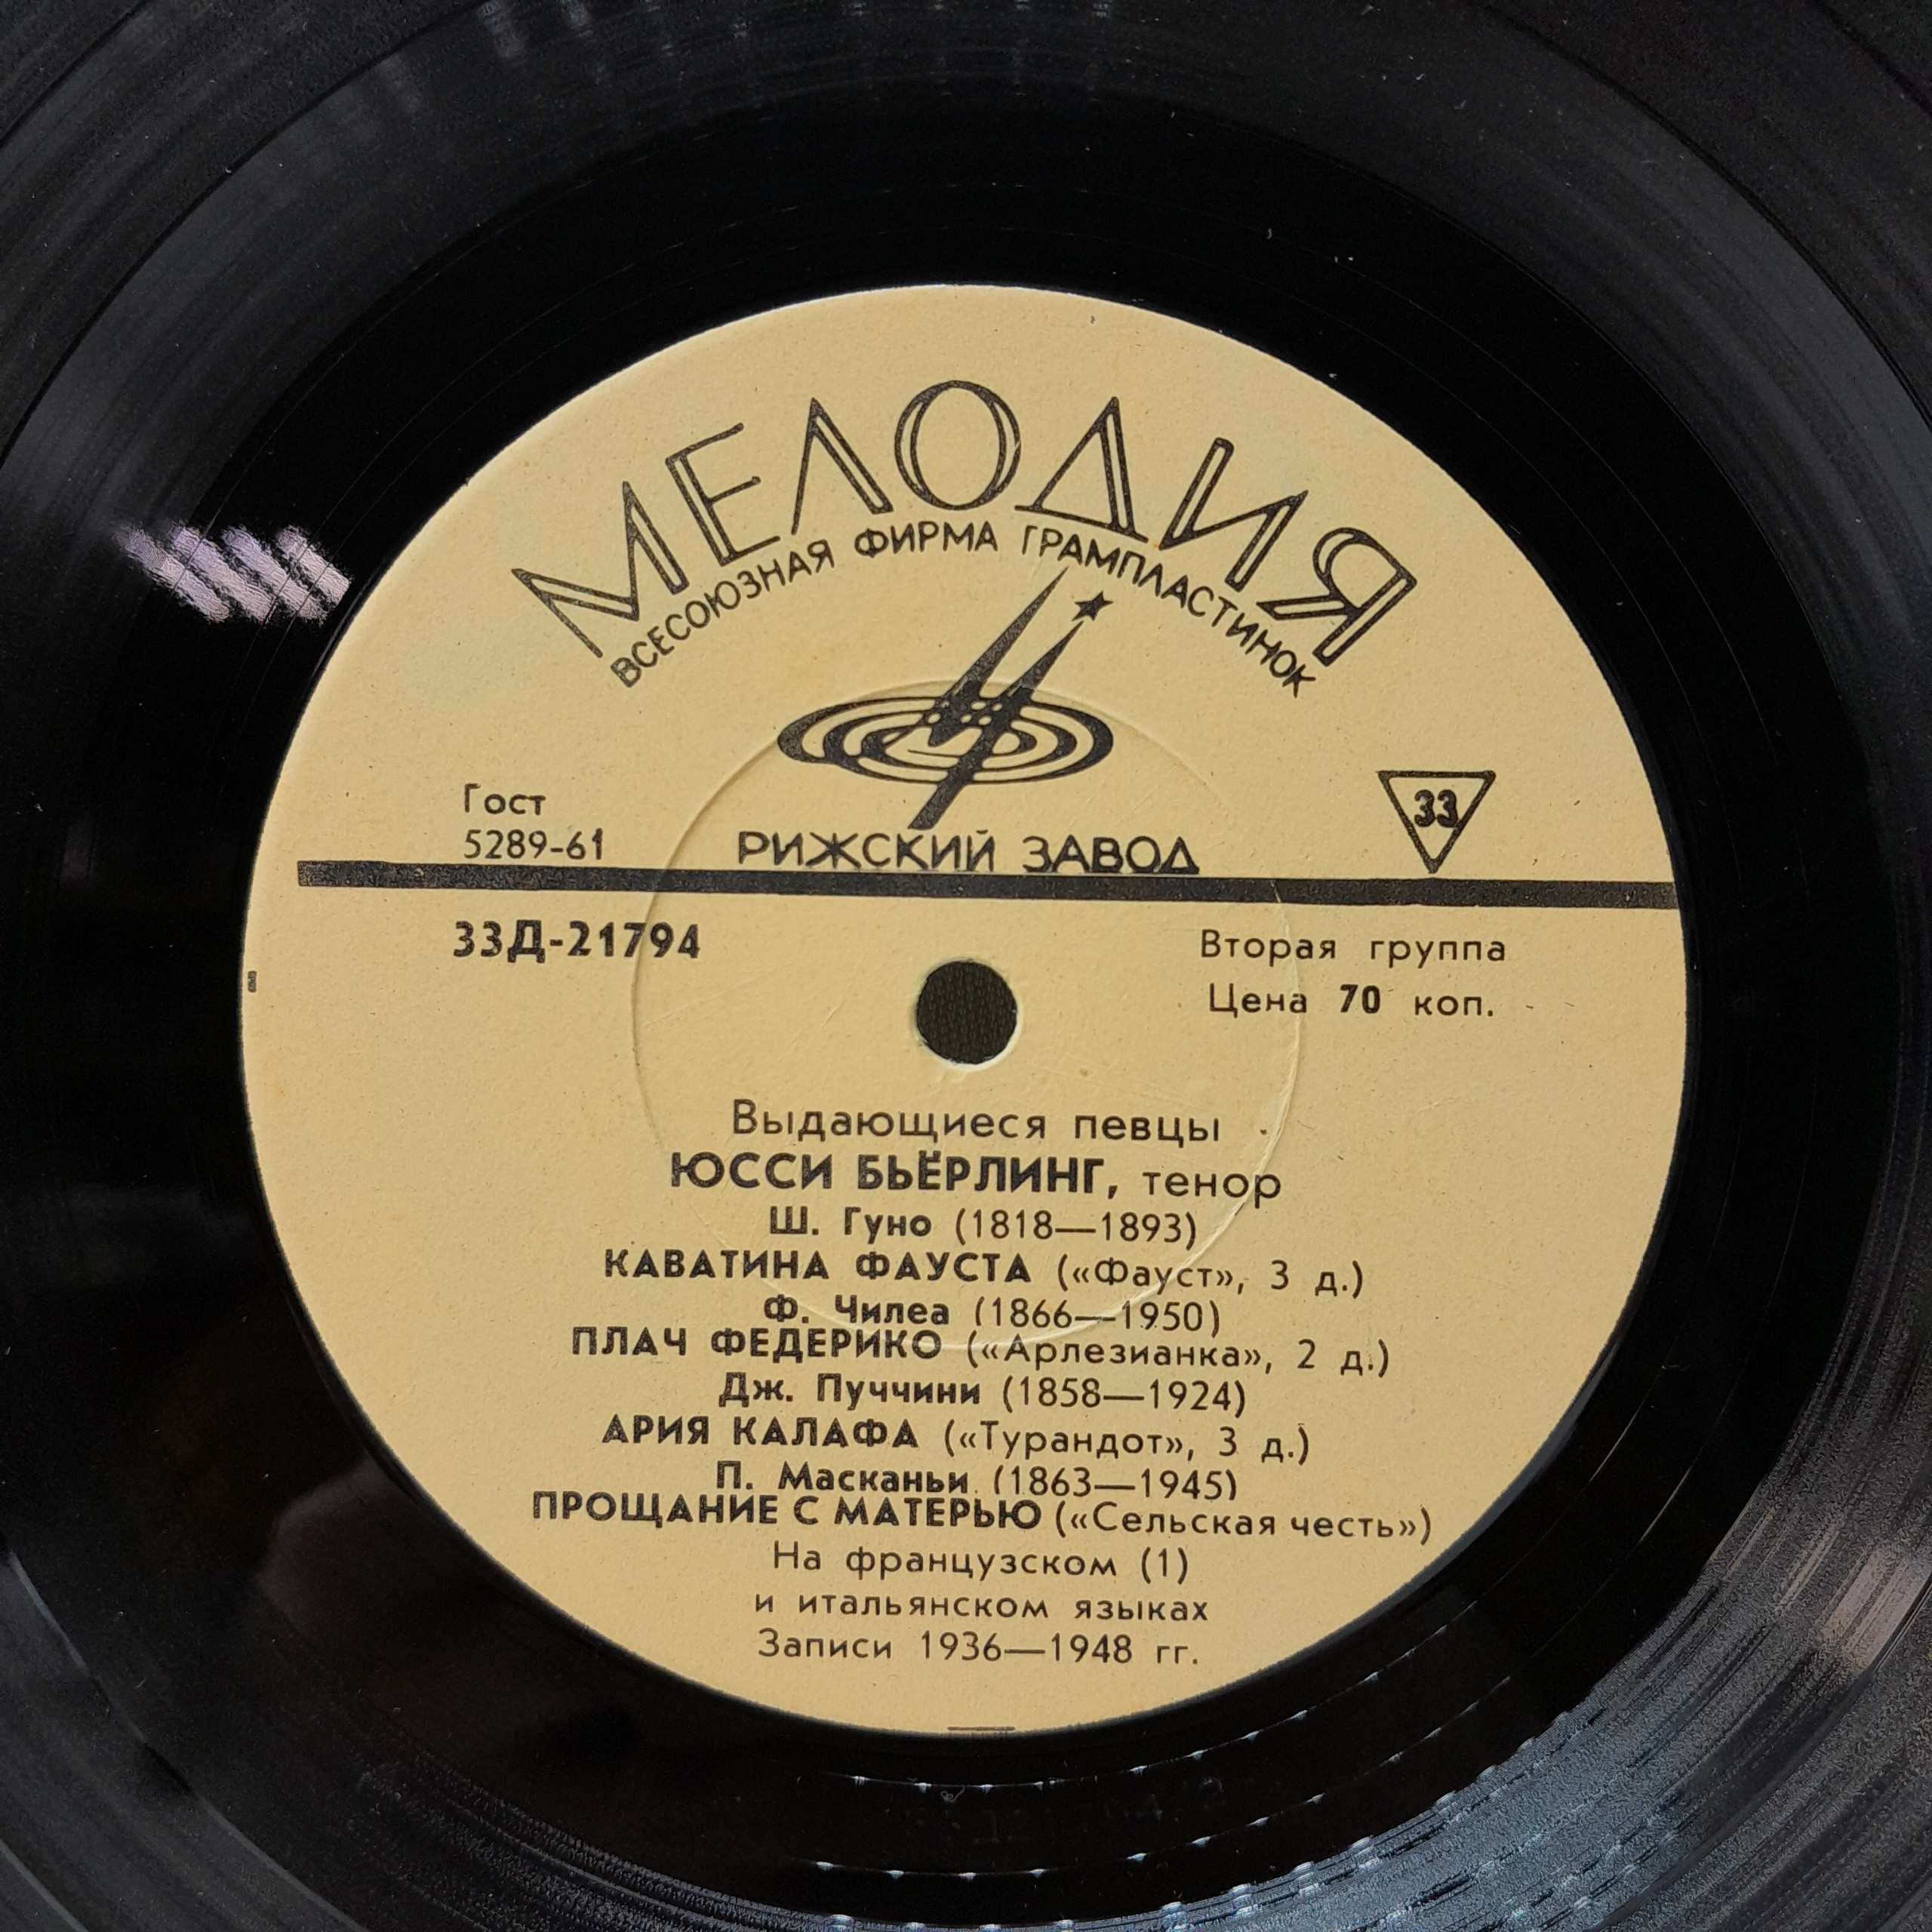 МЕЛОДИЯ
ВСЕСОЮЗНАЯ ФИРМА ГРАМПЛАСТИНОК
Гост
5289-61
РИЖСКИЙ ЗАВОД
33
33Д-21794
Вторая группа
Цена 70 коп.
Выдающиеся певцы
ЮССИ БЬЁРЛИНГ, тенор
Ш. Гуно (1818—1893)
КАВАТИНА ФАУСТА («Фауст», 3 д.)
Ф. Чилеа (1866—1950)
ПЛАЧ ФЕДЕРИКО («Арлезианка», 2 д.)
Дж. Пуччини (1858—1924)
АРИЯ КАЛАФА («Турандот», 3 д.)
П. Масканьи (1863—1945)
ПРОЩАНИЕ С МАТЕРЬЮ («Сельская честь»)
На французском (1)
и итальянском языках
Записи 1936—1948 гг.